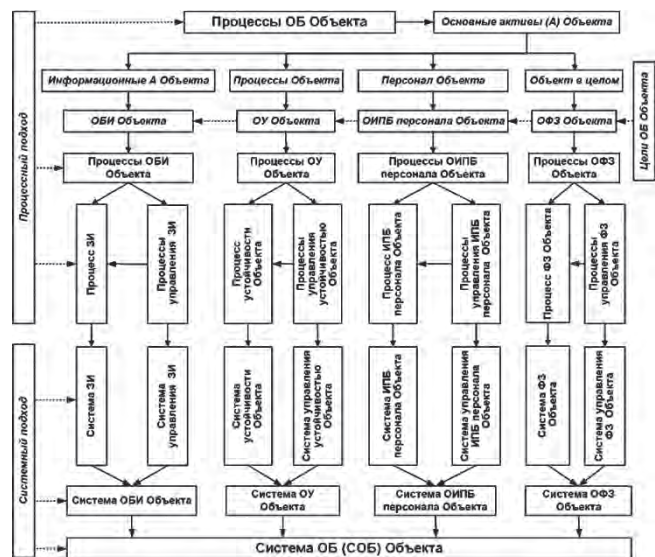 Процессы ОБ Объекта
Основные активы (А) Объекта
Информационные А Объекта
Процессы Объекта
Персонал Объекта
Объект в целом
ОБИ Объекта
ОУ Объекта
ОИПБ персонала Объекта
ОФЗ Объекта
Цели ОБ Объекта
Процессный подход
Процессы ОБИ
Объекта
Процессы ОУ
Объекта
Процессы ОИПБ
персонала Объекта
Процессы ОФЗ
Объекта
Процесс ЗИ
Процессы
управления ЗИ
Процесс
устойчивости
Объекта
Процессы
управления
устойчивостью
Объекта
Процесс ИПБ
персонала Объекта
Процессы
управления ИПБ
персонала Объекта
Процесс ФЗ Объекта
Процессы
управления ФЗ
Объекта
Системный подход
Система ЗИ
Система
управления ЗИ
Система
устойчивости
Объекта
Система управления
устойчивостью
Объекта
Система ИПБ
персонала Объекта
Система управления
ИПБ персонала
Объекта
Система ФЗ
Объекта
Система управления
ФЗ Объекта
Система ОБИ Объекта
Система ОУ
Объекта
Система ОИПБ
персонала Объекта
Система ОФЗ
Объекта
Система ОБ (СОБ) Объекта